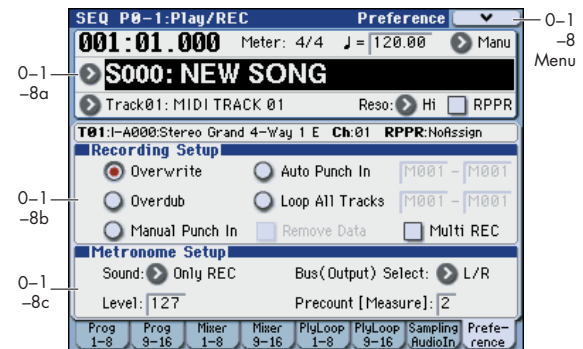 SEQ P0-1:Play/REC Preference
001:01.000 Meter: 4/4 ♩= 120.00 Manu
0-1 -8 Menu
S000: NEW SONG
0-1 -8a
Track01: MIDI TRACK 01 Reso: Hi RPPR
T01:I-A000:Stereo Grand 4-Way 1 E Ch:01 RPPR:NoAssign
Recording Setup
Overwrite Auto Punch In M001 - M001
0-1 -8b
Overdub Loop All Tracks M001 - M001
Manual Punch In Remove Data Multi REC
Metronome Setup
0-1 -8c
Sound: Only REC Bus(Output) Select: L/R
Level: 127 Precount [Measure]: 2
Prog 1-8 Prog 9-16 Mixer 1-8 Mixer 9-16 PlyLoop 1-8 PlyLoop 9-16 Sampling AudioIn Prefe-rence